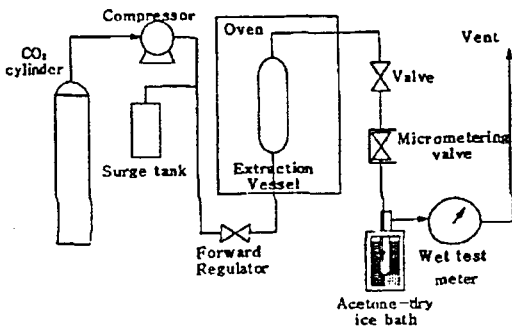 Compressor
CO₂
cylinder
Surge tank
Oven
Extraction
Vessel
Forward
Regulator
Valve
Micrometering
valve
Vent
Wet test
meter
Acetone-dry
ice bath